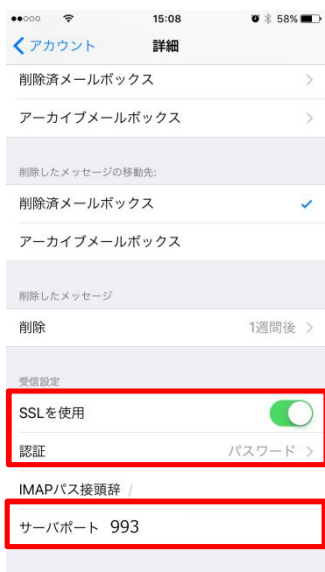 15:08
58%
アカウント
詳細
削除済メールボックス
アーカイブメールボックス
削除したメッセージの移動先:
削除済メールボックス
アーカイブメールボックス
削除したメッセージ
削除 1週間後
受信設定
SSLを使用
認証 パスワード
IMAPパス接頭辞 /
サーバポート 993